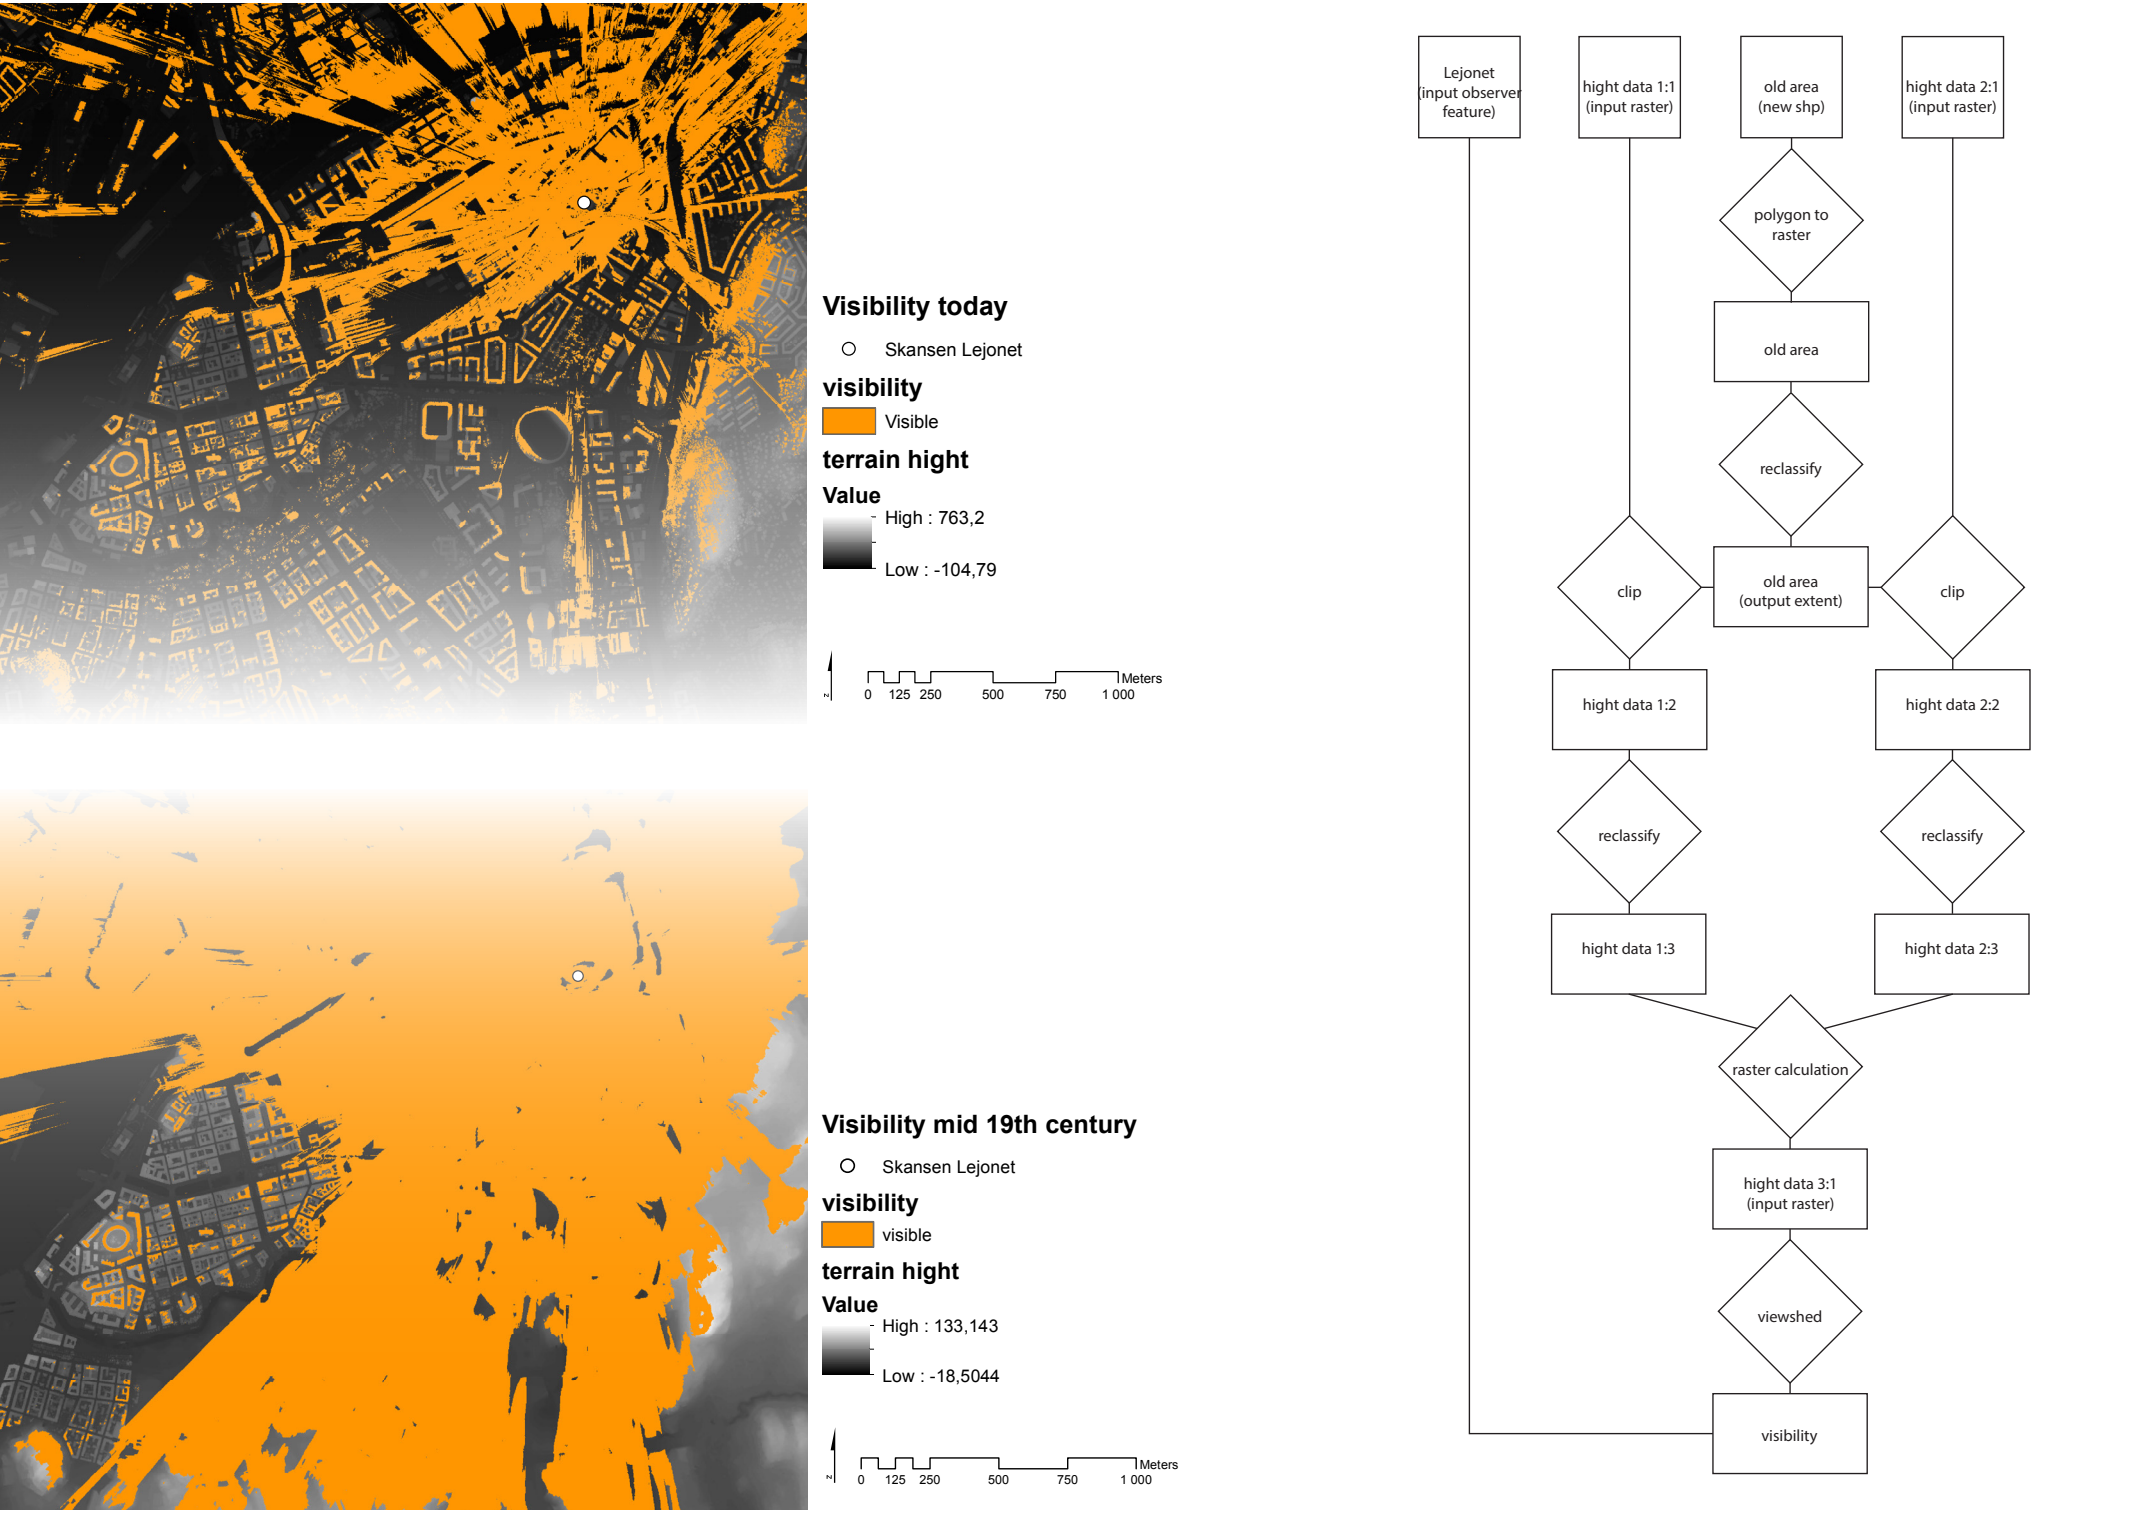 Visibility today
Skansen Lejonet
visibility
Visible
terrain hight
Value
High : 763,2
Low : -104,79
N
Meters
0 125 250 500 750 1 000
Visibility mid 19th century
Skansen Lejonet
visibility
visible
terrain hight
Value
High : 133,143
Low : -18,5044
N
Meters
0 125 250 500 750 1 000
Lejonet
(input observer
feature)
hight data 1:1
(input raster)
old area
(new shp)
hight data 2:1
(input raster)
polygon to
raster
old area
reclassify
clip
old area
(output extent)
clip
hight data 1:2
hight data 2:2
reclassify
reclassify
hight data 1:3
hight data 2:3
raster calculation
hight data 3:1
(input raster)
viewshed
visibility